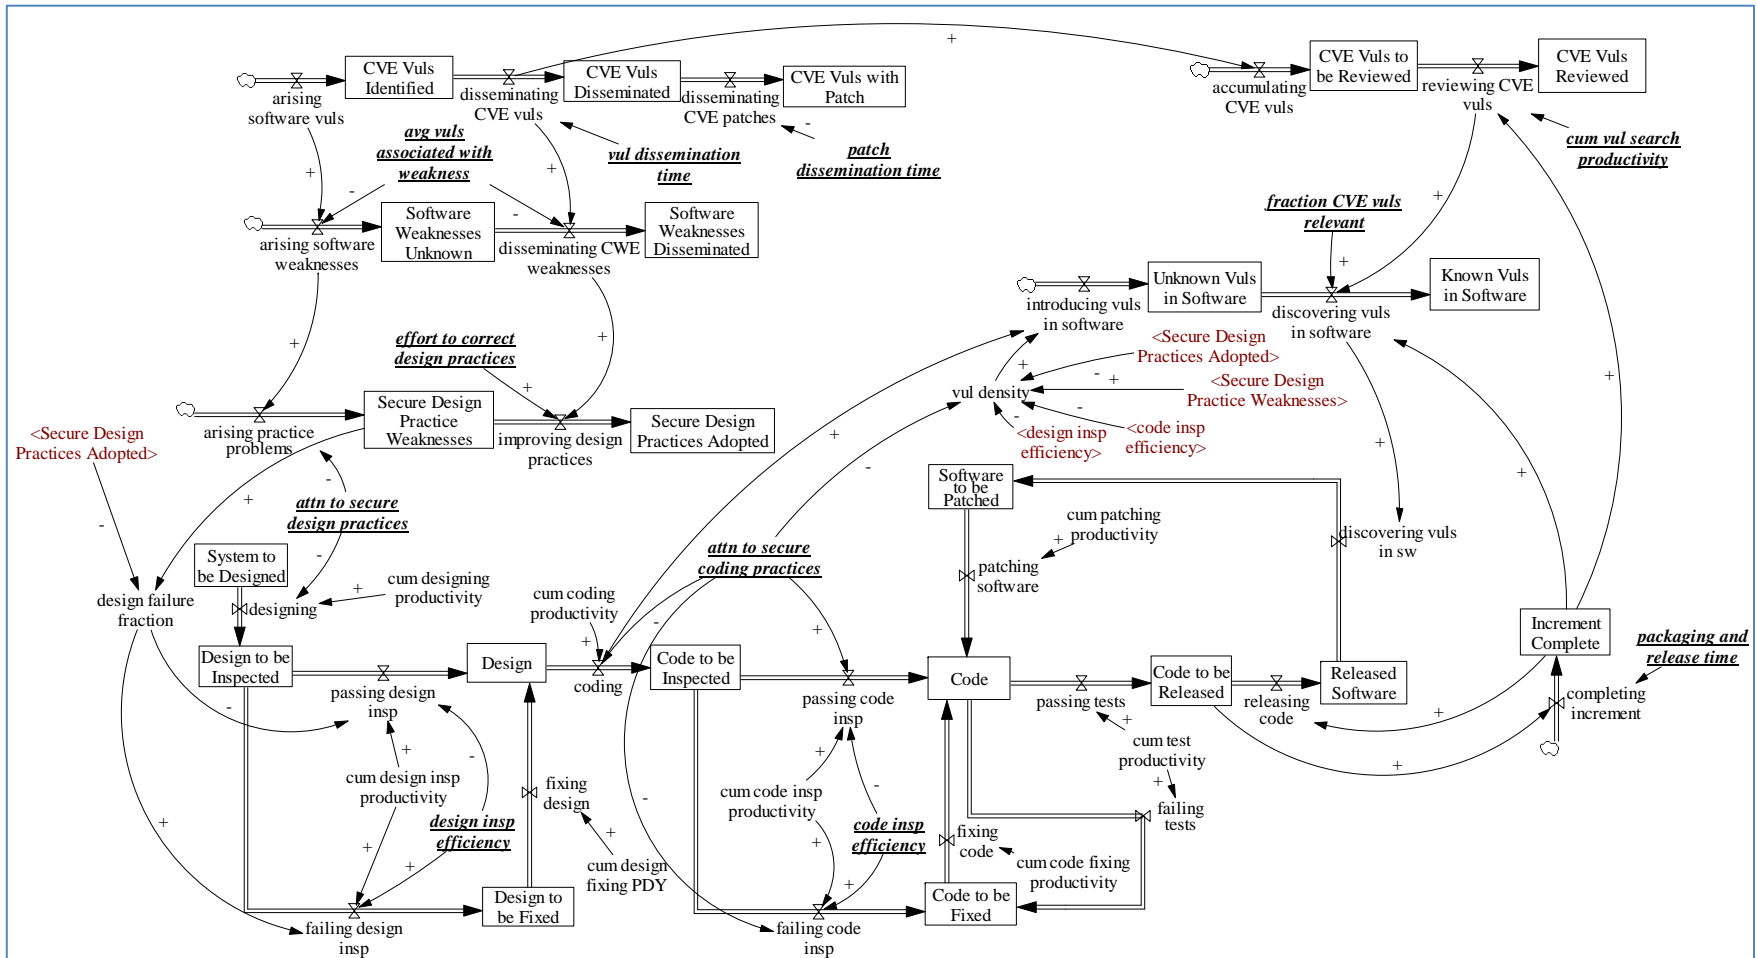 CVE Vuls
Identified
CVE Vuls
Disseminated
CVE Vuls with
Patch
arising
software vuls
disseminating
CVE vuls
disseminating
CVE patches
+
accumulating
CVE vuls
CVE Vuls to
be Reviewed
reviewing CVE
vuls
CVE Vuls
Reviewed
cum vul search
productivity
avg vuls
associated with
weakness
vul dissemination
time
-
patch
dissemination time
+
-
-
+
+
fraction CVE vuls
relevant
+
arising software
weaknesses
Software
Weaknesses
Unknown
disseminating CWE
weaknesses
Software
Weaknesses
Disseminated
introducing vuls
in software
Unknown Vuls
in Software
discovering vuls
in software
Known Vuls
in Software
+
+
effort to correct
design practices
+
<Secure Design
Practices Adopted>
+
-
+
<Secure Design
Practice Weaknesses>
vul density
-
-
<design insp
efficiency>
<code insp
efficiency>
+
+
+
+
-
<Secure Design
Practices Adopted>
arising practice
problems
Secure Design
Practice
Weaknesses
improving design
practices
Secure Design
Practices Adopted
-
+
-
attn to secure
design practices
-
System to
be Designed
designing
+
cum designing
productivity
design failure
fraction
Software
to be
Patched
cum patching
productivity
+
patching
software
discovering vuls
in sw
attn to secure
coding practices
cum coding
productivity
+
-
+
Design to be
Inspected
passing design
insp
Design
coding
Code to be
Inspected
passing code
insp
Code
passing tests
Code to be
Released
releasing
code
Released
Software
Increment
Complete
packaging and
release time
completing
increment
+
+
-
+
-
cum design insp
productivity
design insp
efficiency
+
+
+
fixing
design
+
cum design
fixing PDY
-
+
-
cum code insp
productivity
code insp
efficiency
+
+
fixing
code
cum code fixing
productivity
+
cum test
productivity
+
failing
tests
failing design
insp
Design to
be Fixed
failing code
insp
Code to be
Fixed